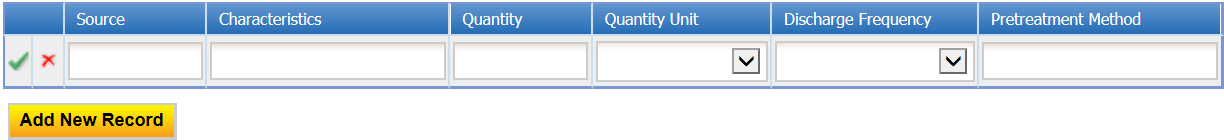 Source Characteristics Quantity Quantity Unit Discharge Frequency Pretreatment Method
Add New Record